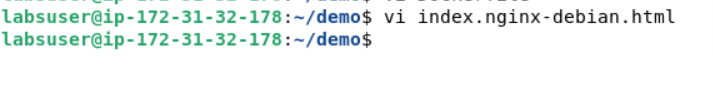 labsuser@ip-172-31-32-178:~/demo$ vi index.nginx-debian.html
labsuser@ip-172-31-32-178:~/demo$